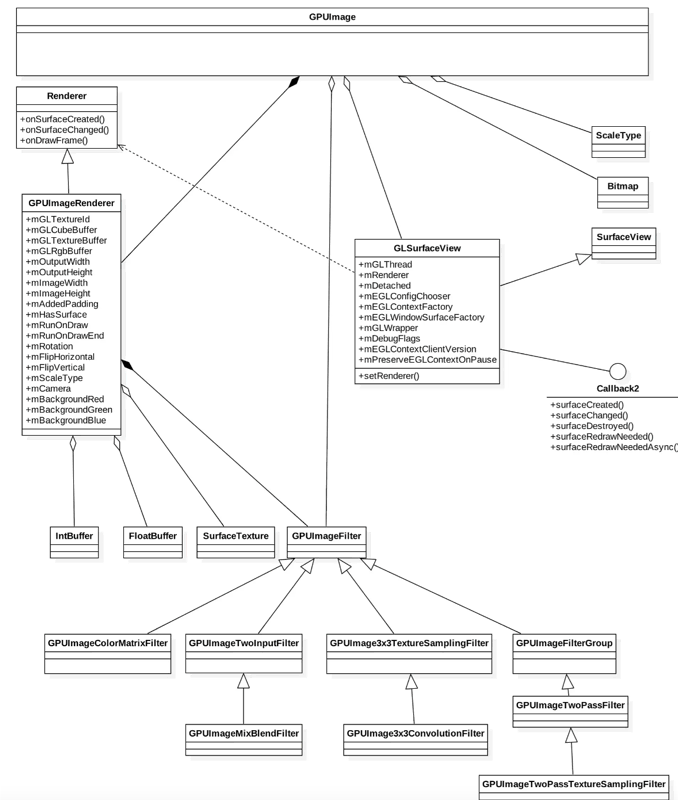 GPUImage
Renderer
+onSurfaceCreated()
+onSurfaceChanged()
+onDrawFrame()
ScaleType
Bitmap
GPUImageRenderer
+mGLTextureId
+mGLCubeBuffer
+mGLTextureBuffer
+mGLRgbBuffer
+mOutputWidth
+mOutputHeight
+mImageWidth
+mImageHeight
+mAddedPadding
+mHasSurface
+mRunOnDraw
+mRunOnDrawEnd
+mRotation
+mFlipHorizontal
+mFlipVertical
+mScaleType
+mCamera
+mBackgroundRed
+mBackgroundGreen
+mBackgroundBlue
SurfaceView
GLSurfaceView
+mGLThread
+mRenderer
+mDetached
+mEGLConfigChooser
+mEGLContextFactory
+mEGLWindowSurfaceFactory
+mGLWrapper
+mDebugFlags
+mEGLContextClientVersion
+mPreserveEGLContextOnPause
+setRenderer()
Callback2
+surfaceCreated()
+surfaceChanged()
+surfaceDestroyed()
+surfaceRedrawNeeded()
+surfaceRedrawNeededAsync()
IntBuffer
FloatBuffer
SurfaceTexture
GPUImageFilter
GPUImageColorMatrixFilter
GPUImageTwoInputFilter
GPUImage3x3TextureSamplingFilter
GPUImageFilterGroup
GPUImageTwoPassFilter
GPUImageMixBlendFilter
GPUImage3x3ConvolutionFilter
GPUImageTwoPassTextureSamplingFilter